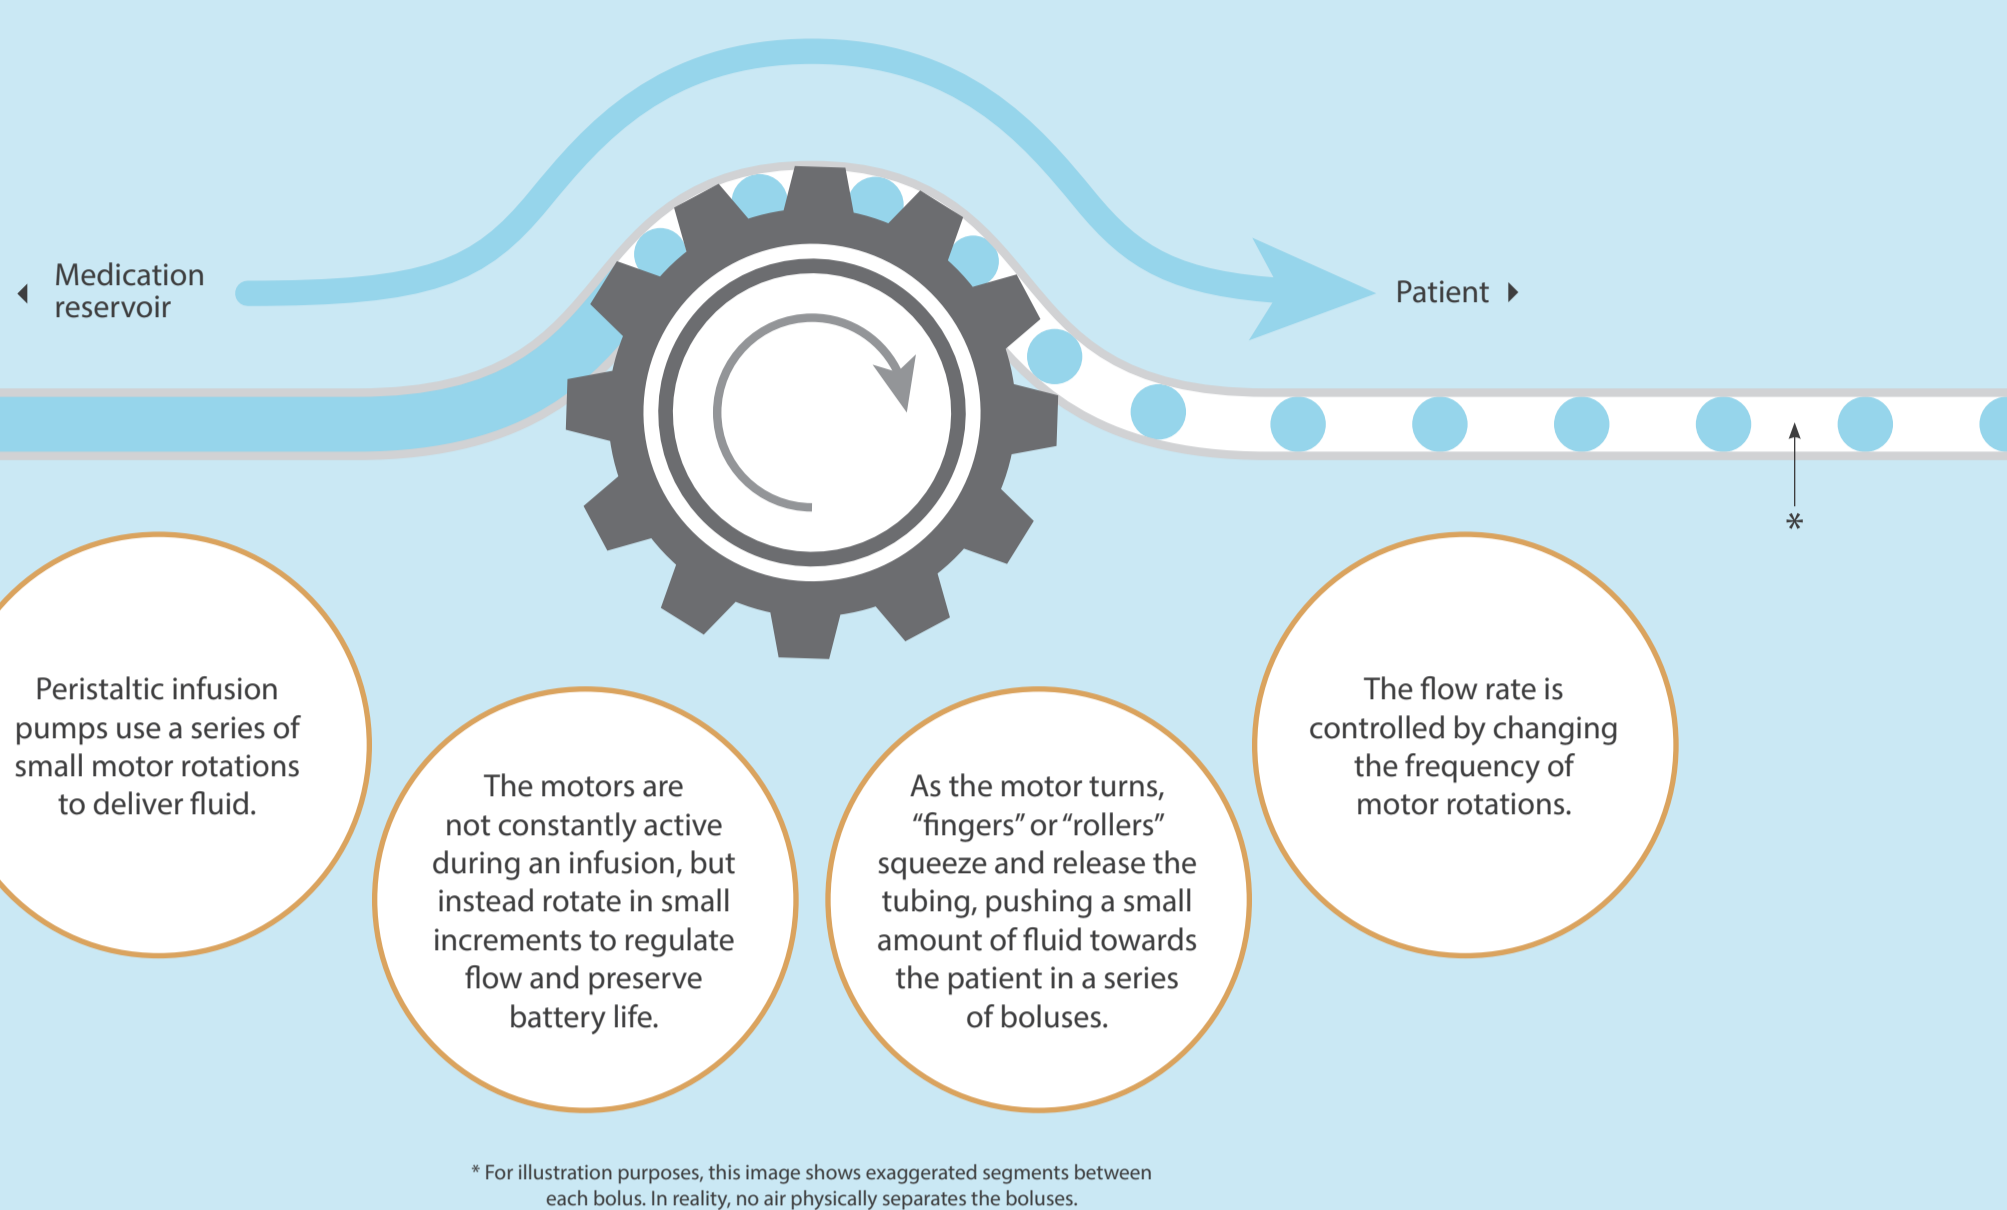 Medication
reservoir
Patient
*
Peristaltic infusion
pumps use a series of
small motor rotations
to deliver fluid.
The motors are
not constantly active
during an infusion, but
instead rotate in small
increments to regulate
flow and preserve
battery life.
As the motor turns,
“fingers” or “rollers”
squeeze and release the
tubing, pushing a small
amount of fluid towards
the patient in a series
of boluses.
The flow rate is
controlled by changing
the frequency of
motor rotations.
* For illustration purposes, this image shows exaggerated segments between
each bolus. In reality, no air physically separates the boluses.